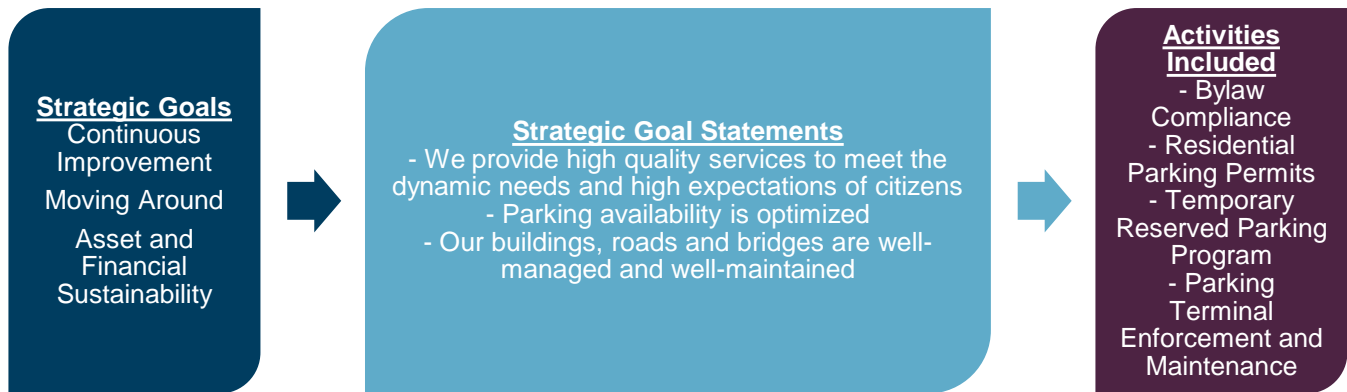 Strategic Goals
Continuous
Improvement
Moving Around
Asset and
Financial
Sustainability
Strategic Goal Statements
- We provide high quality services to meet the
dynamic needs and high expectations of citizens
- Parking availability is optimized
- Our buildings, roads and bridges are well-
managed and well-maintained
Activities
Included
- Bylaw
Compliance
- Residential
Parking Permits
- Temporary
Reserved Parking
Program
- Parking
Terminal
Enforcement and
Maintenance